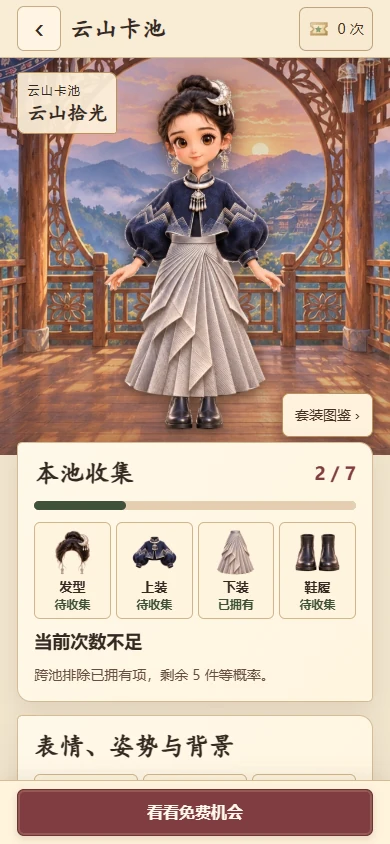 ‹ 云山卡池 0 次
云山卡池
云山拾光
套装图鉴 ›
本池收集 2 / 7
发型 上装 下装 鞋履
待收集 待收集 已拥有 待收集
当前次数不足
跨池排除已拥有项，剩余 5 件等概率。
表情、姿势与背景
看看免费机会